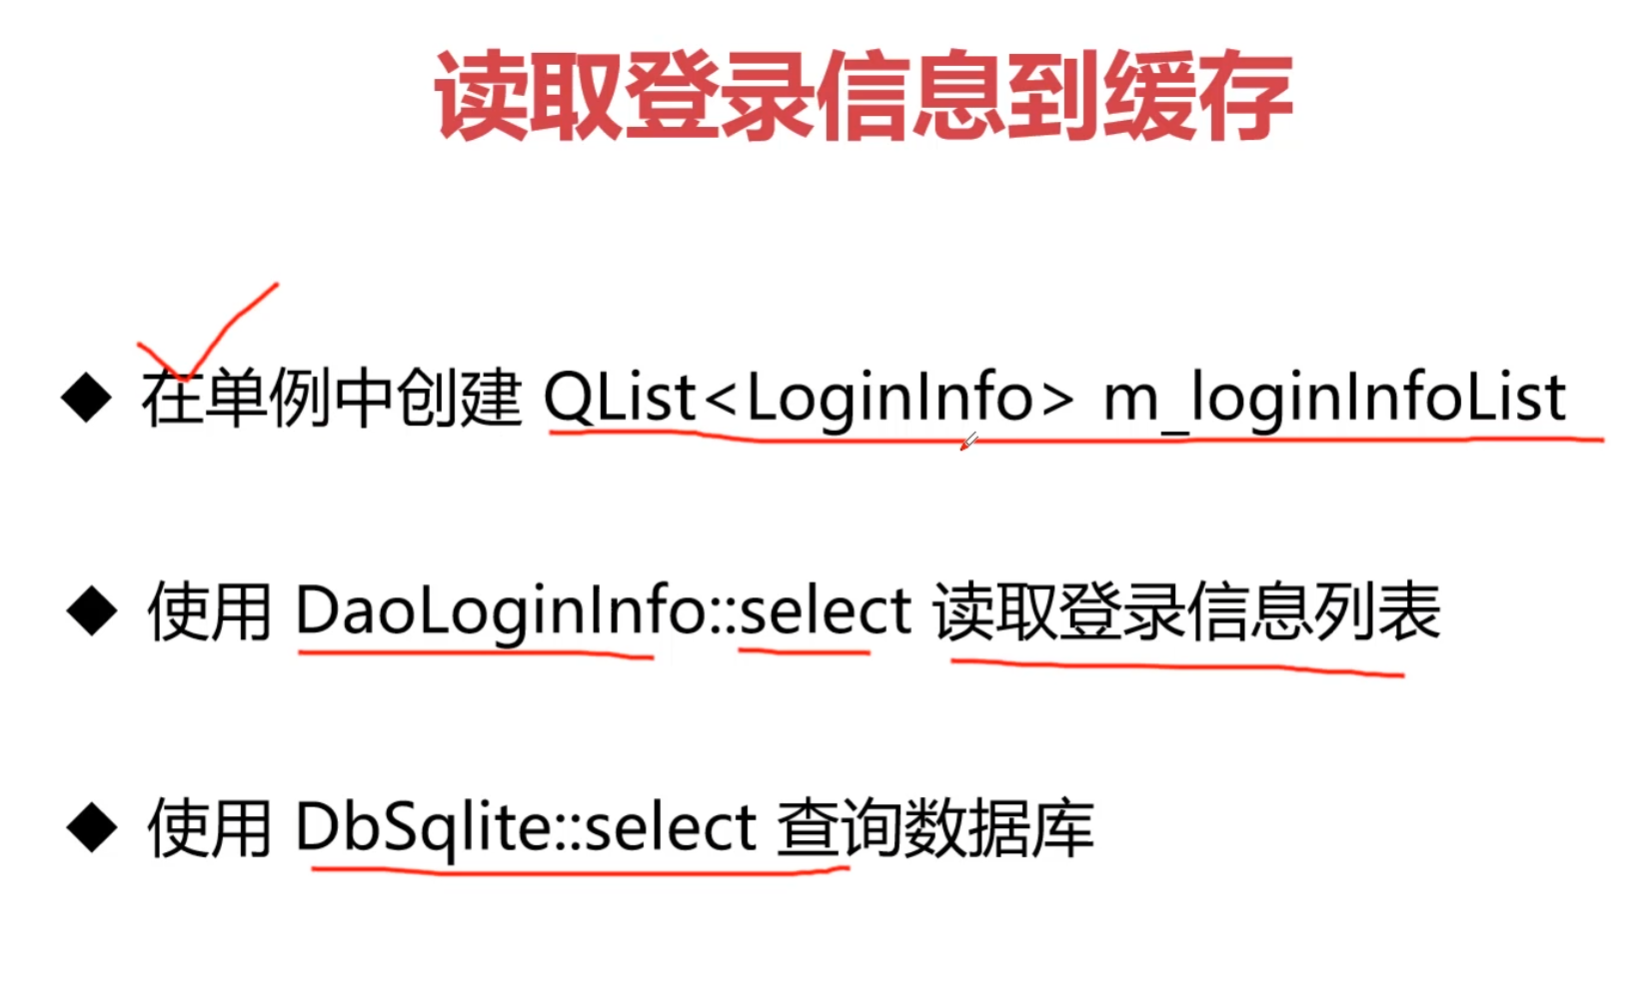 读取登录信息到缓存
◆ 在单例中创建 QList<LoginInfo> m_loginInfoList
◆ 使用 DaoLoginInfo::select 读取登录信息列表
◆ 使用 DbSqlite::select 查询数据库